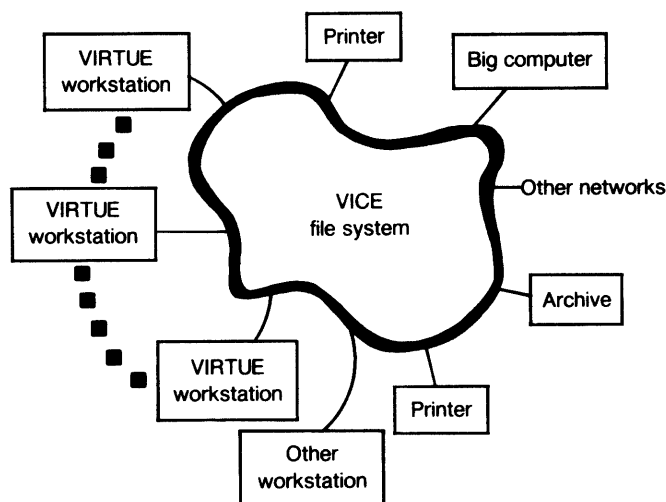 Printer
VIRTUE
workstation
Big computer
VIRTUE
workstation
VICE
file system
Other networks
Archive
VIRTUE
workstation
Printer
Other
workstation